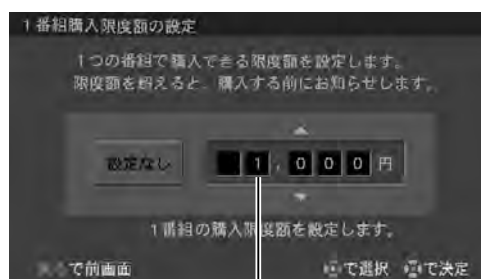 1番組購入限度額の設定
1つの番組で購入できる限度額を設定します。
限度額を超えると、購入する前にお知らせします。
設定なし 1,000円
1番組の購入限度額を設定します。
で前画面 で選択 で決定